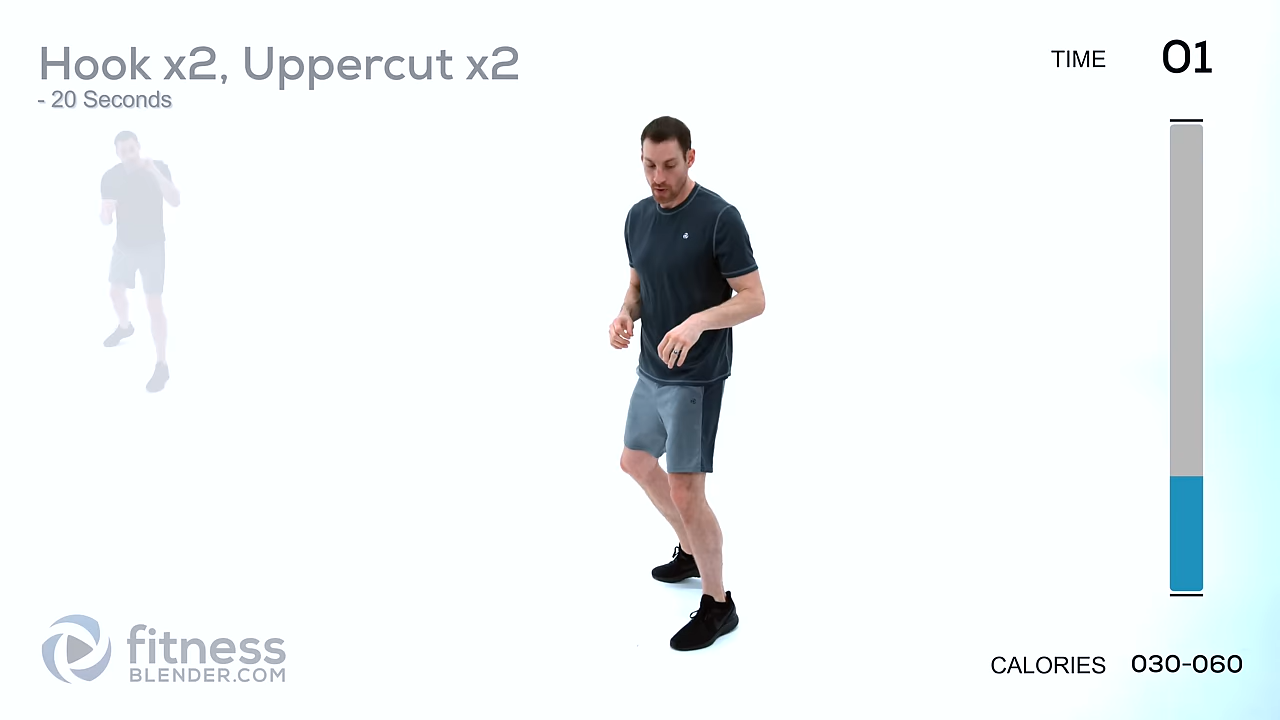 Hook x2, Uppercut x2
- 20 Seconds
TIME 01
fitness
BLENDER.COM
CALORIES 030-060